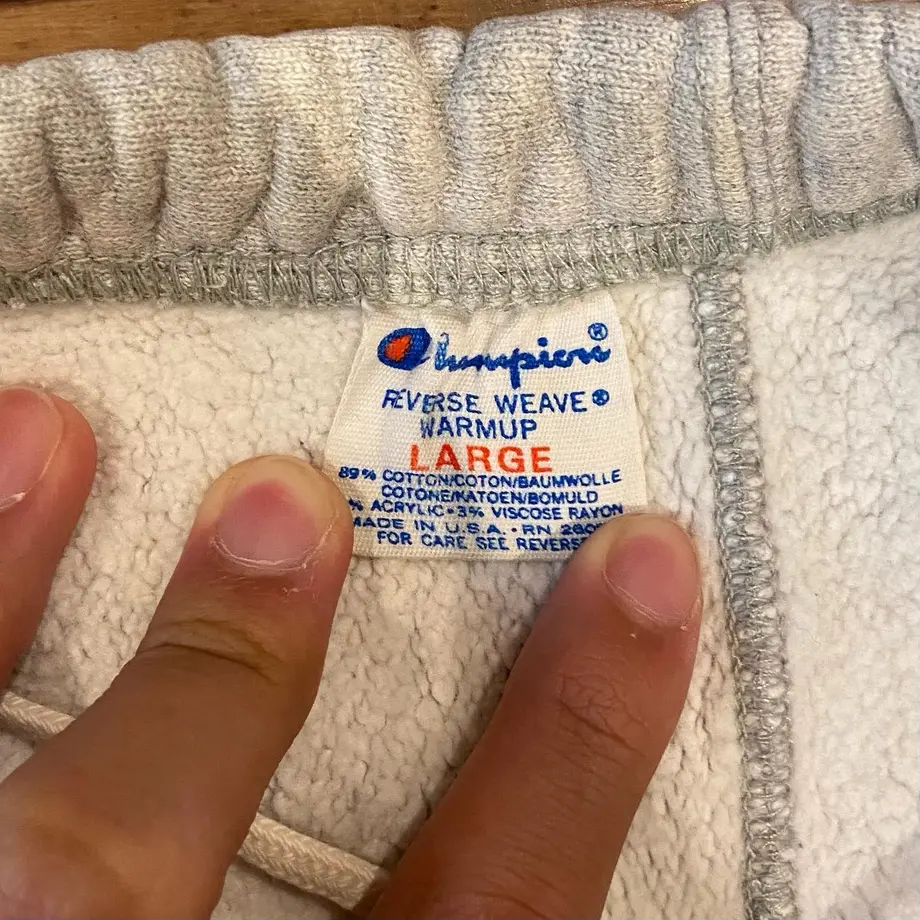 Champion®
REVERSE WEAVE®
WARMUP
LARGE
89% COTTON/COTON/BAUMWOLLE
COTONE/KATOEN/BOMULD
% ACRYLIC·3% VISCOSE RAYON
MADE IN U.S.A.·RN
FOR CARE SEE REVERSE